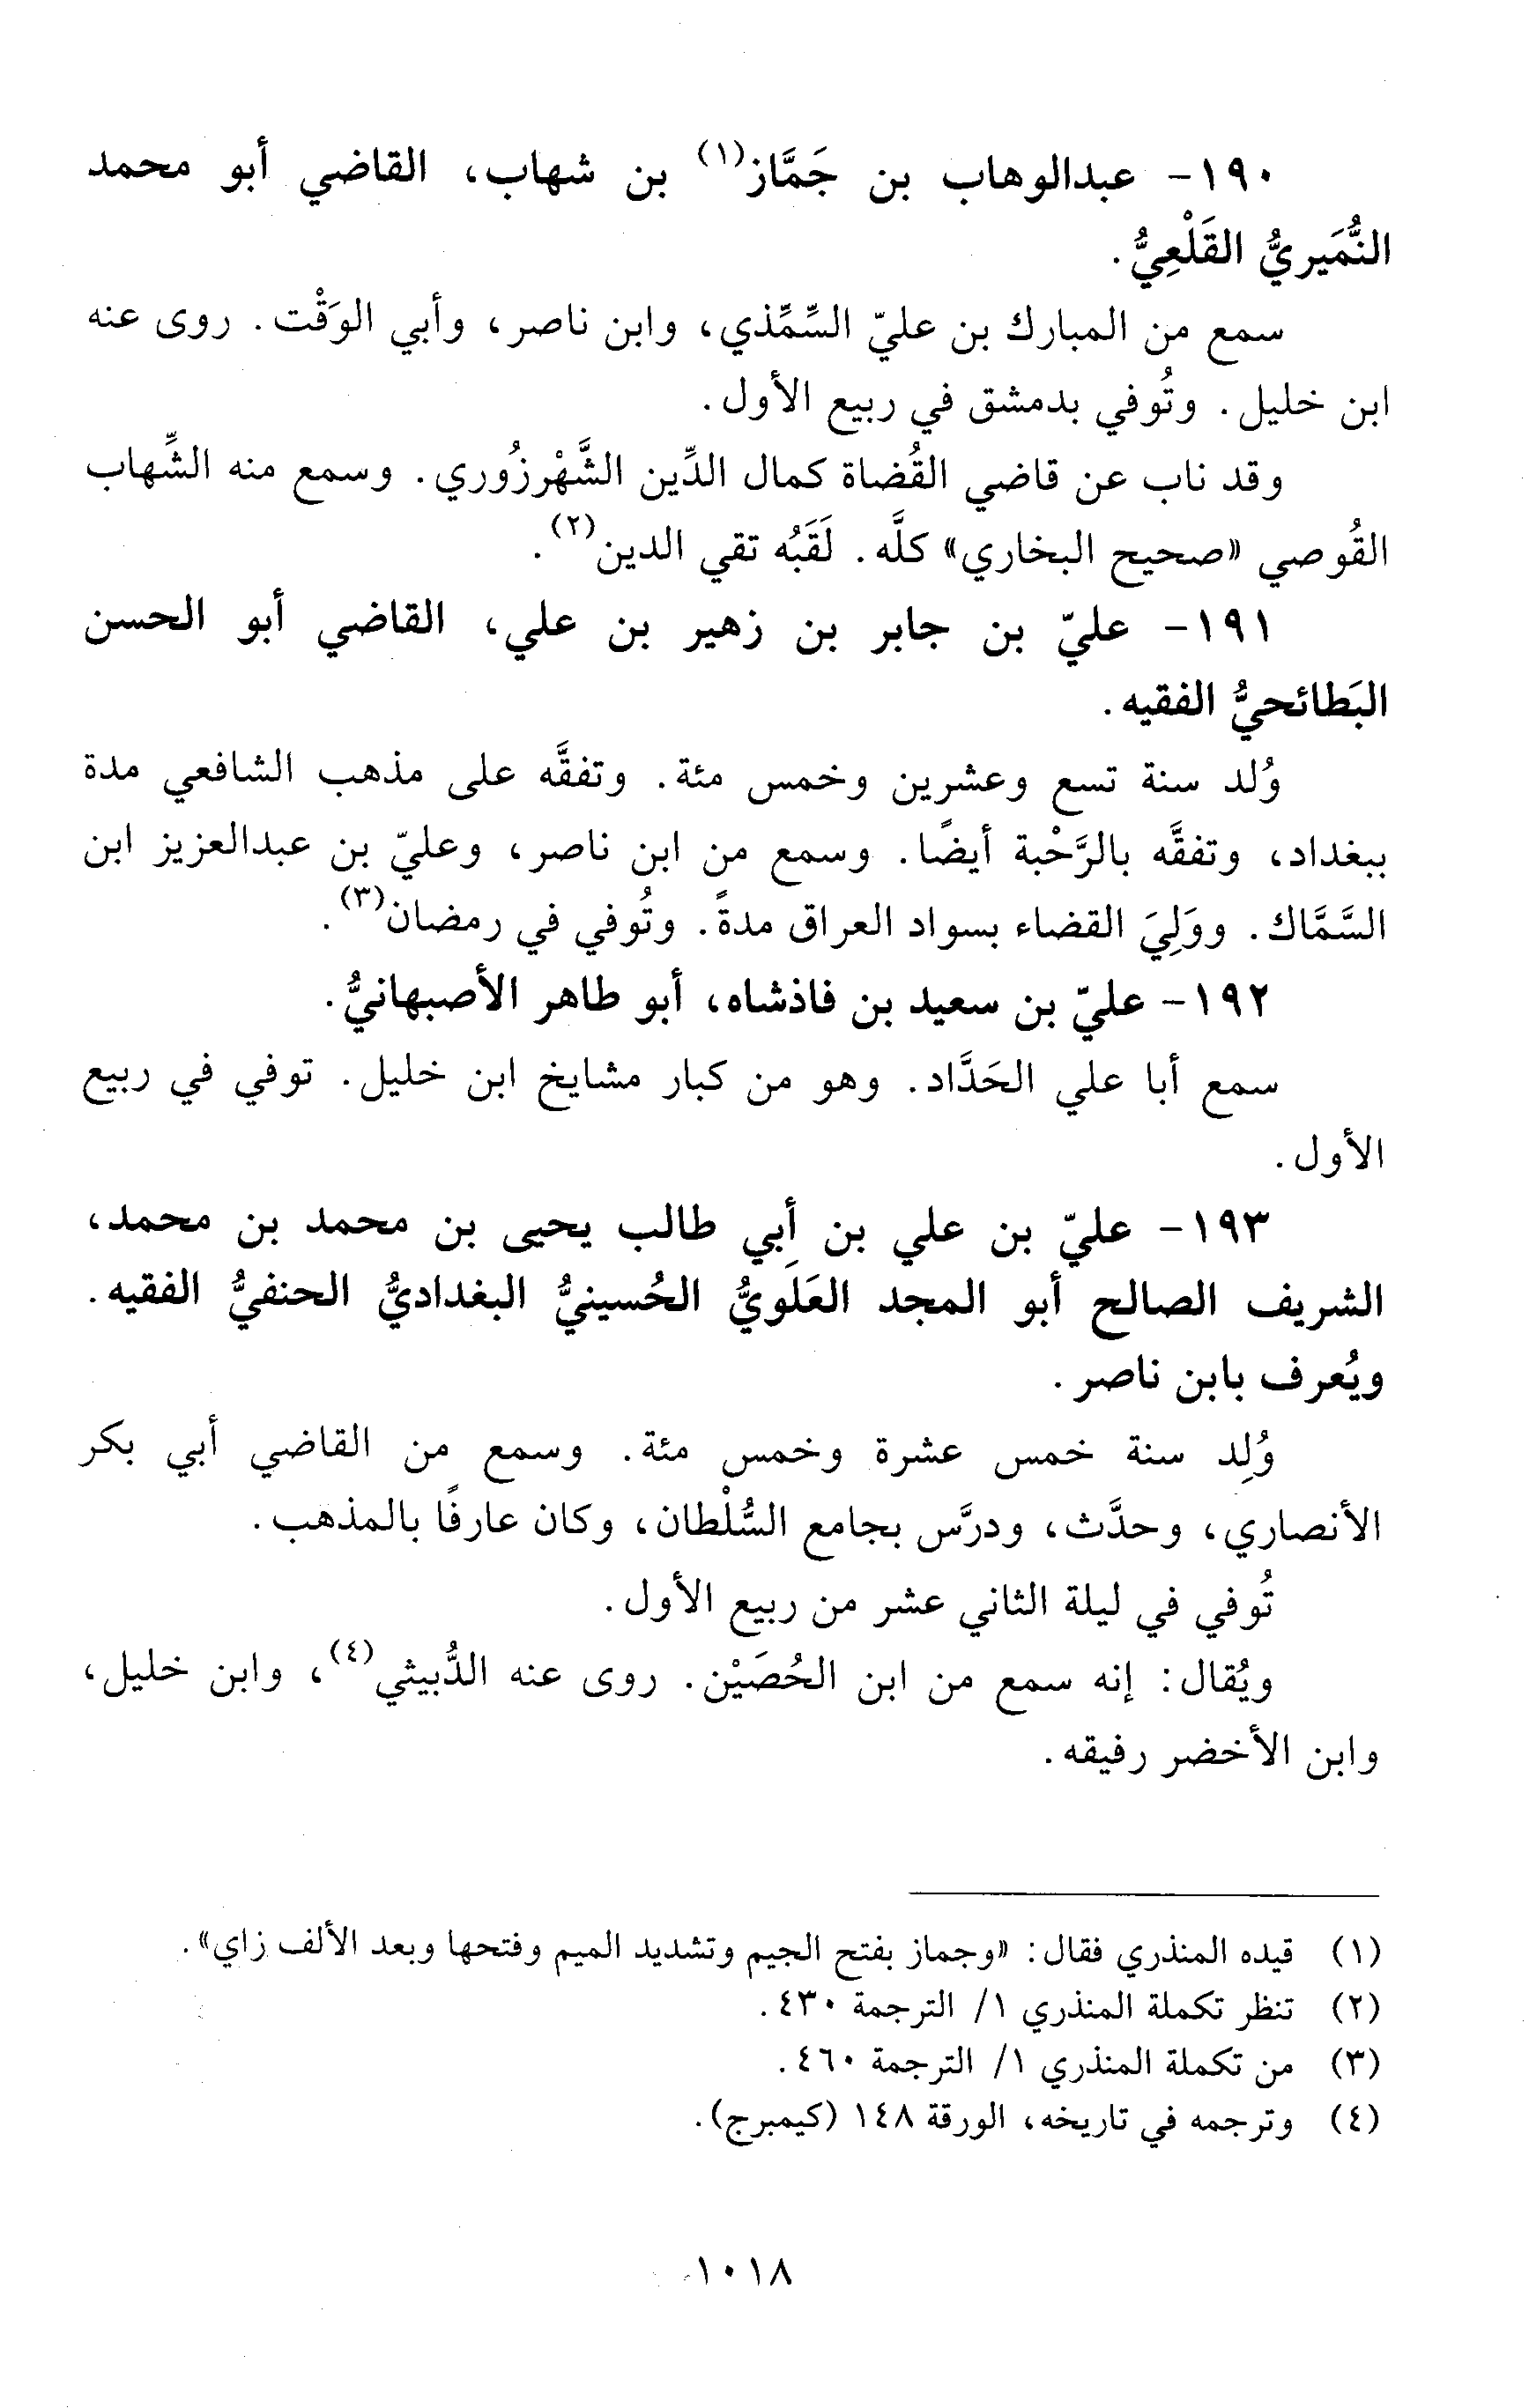 ١٩٠- عبدالوهاب بن جَمَّاز(١) بن شهاب، القاضي أبو محمد
النُّمَيريُّ القَلْعِيُّ.
سمع من المبارك بن عليّ السِّمِّذي، وابن ناصر، وأبي الوَقْت. روى عنه
ابن خليل. وتُوفي بدمشق في ربيع الأول.
وقد ناب عن قاضي القُضاة كمال الدِّين الشَّهْرزُوري. وسمع منه الشِّهاب
القُوصي «صحيح البخاري» كلَّه. لَقَبُه تقي الدين(٢).
١٩١- عليّ بن جابر بن زهير بن علي، القاضي أبو الحسن
البَطائحيُّ الفقيه.
وُلد سنة تسع وعشرين وخمس مئة. وتفقَّه على مذهب الشافعي مدة
ببغداد، وتفقَّه بالرَّحْبة أيضًا. وسمع من ابن ناصر، وعليّ بن عبدالعزيز ابن
السَّمَّاك. ووَلِيَ القضاء بسواد العراق مدةً. وتُوفي في رمضان(٣).
١٩٢- عليّ بن سعيد بن فاذشاه، أبو طاهر الأصبهانيُّ.
سمع أبا علي الحَدَّاد. وهو من كبار مشايخ ابن خليل. توفي في ربيع
الأول.
١٩٣- عليّ بن علي بن أبي طالب يحيى بن محمد بن محمد،
الشريف الصالح أبو المجد العَلَويُّ الحُسينيُّ البغداديُّ الحنفيُّ الفقيه.
ويُعرف بابن ناصر.
وُلِد سنة خمس عشرة وخمس مئة. وسمع من القاضي أبي بكر
الأنصاري، وحدَّث، ودرَّس بجامع السُّلْطان، وكان عارفًا بالمذهب.
تُوفي في ليلة الثاني عشر من ربيع الأول.
ويُقال: إنه سمع من ابن الحُصَيْن. روى عنه الدُّبيثي(٤)، وابن خليل،
وابن الأخضر رفيقه.
(١) قيده المنذري فقال: «وجماز بفتح الجيم وتشديد الميم وفتحها وبعد الألف زاي».
(٢) تنظر تكملة المنذري ١/ الترجمة ٤٣٠.
(٣) من تكملة المنذري ١/ الترجمة ٤٦٠.
(٤) وترجمه في تاريخه، الورقة ١٤٨ (كيمبرج).
١٠١٨